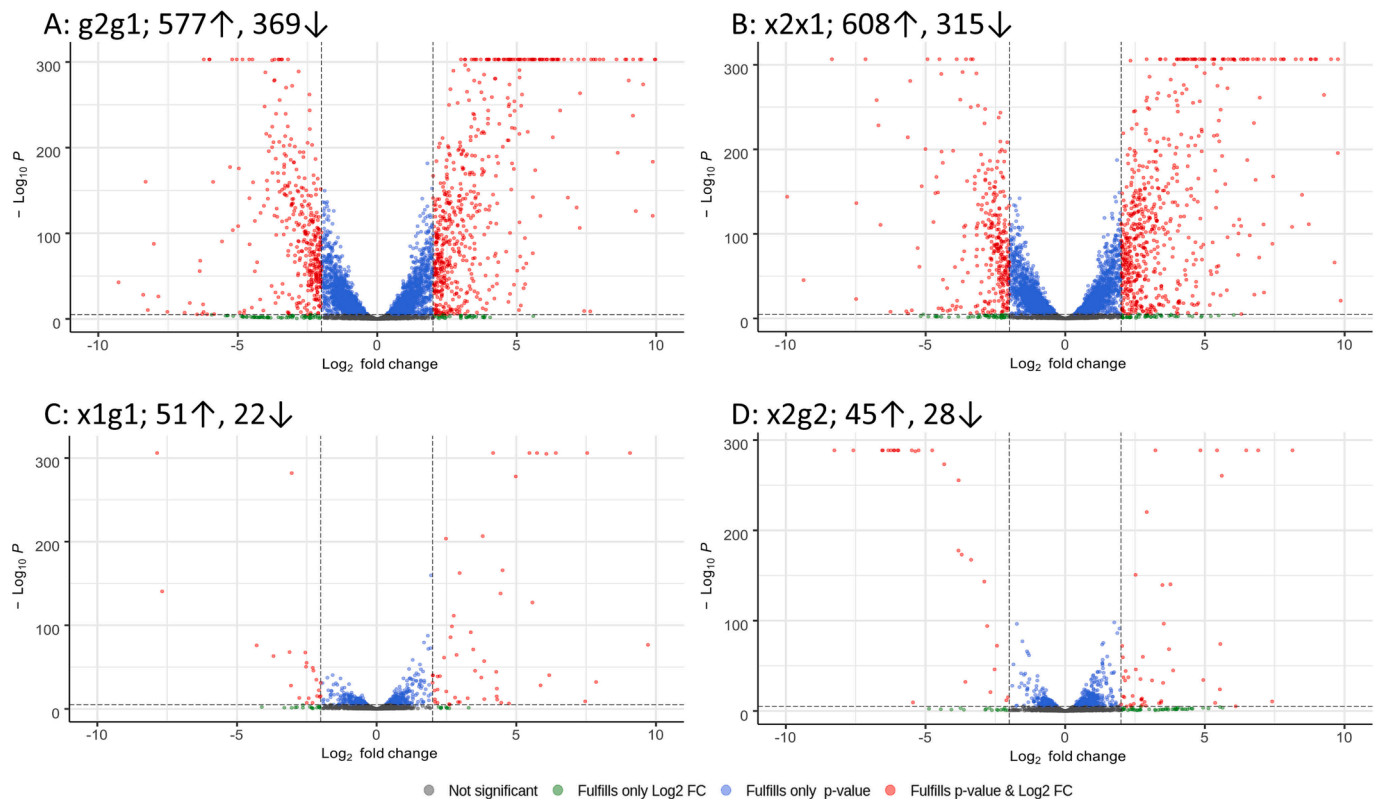 A: g2g1; 577↑, 369↓
300
200
100
0
− Log10 P
-10 -5 0 5 10
Log2 fold change
B: x2x1; 608↑, 315↓
300
200
100
0
− Log10 P
-10 -5 0 5 10
Log2 fold change
C: x1g1; 51↑, 22↓
300
200
100
0
− Log10 P
-10 -5 0 5 10
Log2 fold change
D: x2g2; 45↑, 28↓
300
200
100
0
− Log10 P
-10 -5 0 5 10
Log2 fold change
Not significant Fulfills only Log2 FC Fulfills only p-value Fulfills p-value & Log2 FC